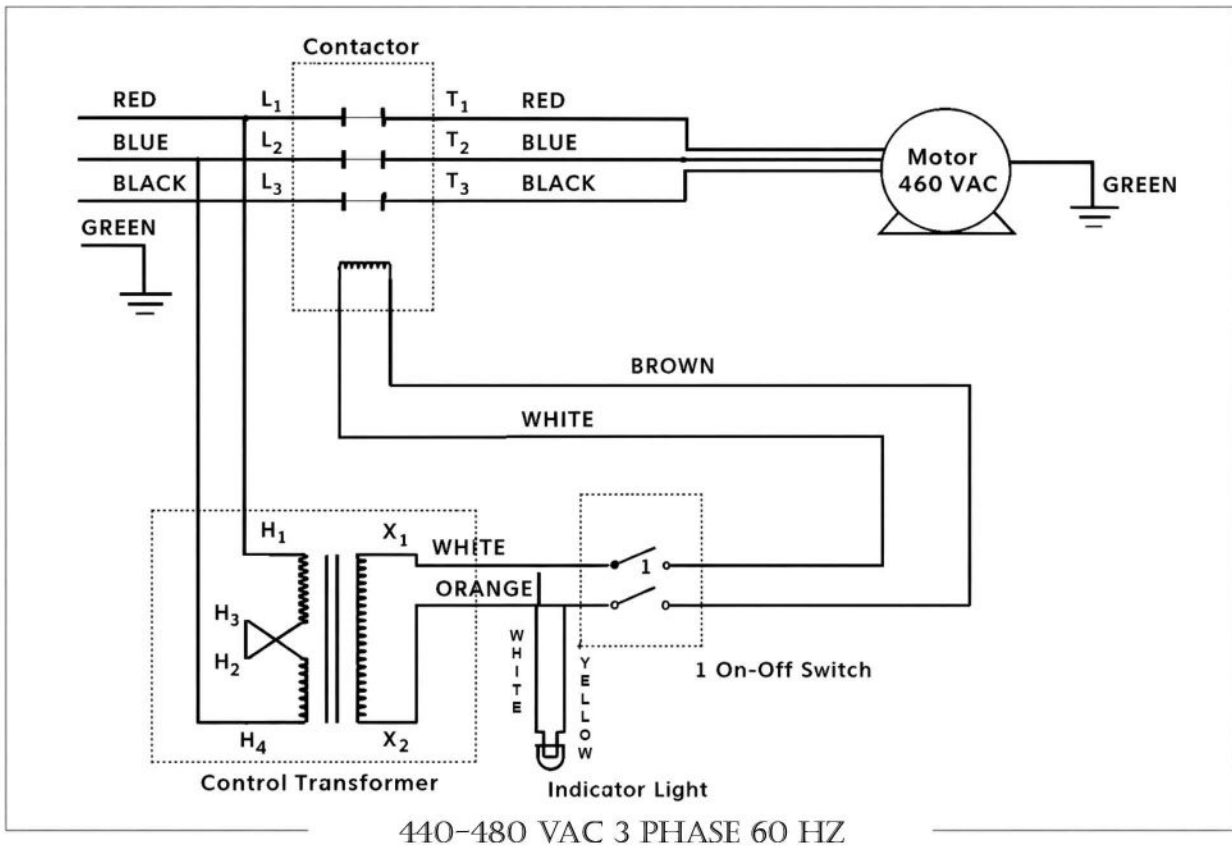 Contactor
RED L₁ T₁ RED
BLUE L₂ T₂ BLUE
BLACK L₃ T₃ BLACK
GREEN
Motor
460 VAC
GREEN
BROWN
WHITE
H₁ X₁
WHITE
ORANGE
H₃
H₂
1
WHITE
YELLOW
1 On-Off Switch
H₄ X₂
Control Transformer
Indicator Light
440-480 VAC 3 PHASE 60 HZ